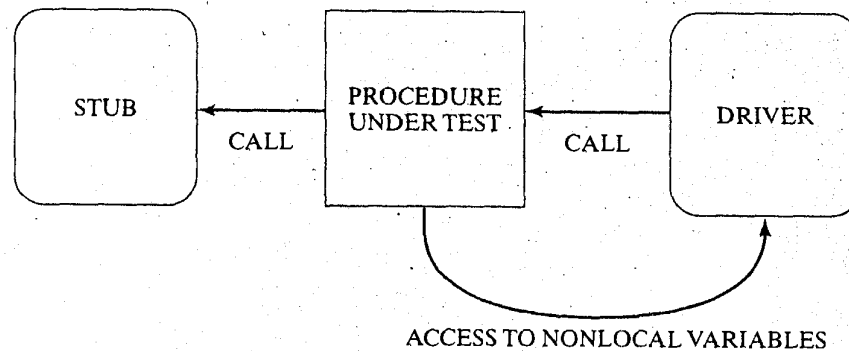 STUB
CALL
PROCEDURE
UNDER TEST
CALL
DRIVER
ACCESS TO NONLOCAL VARIABLES